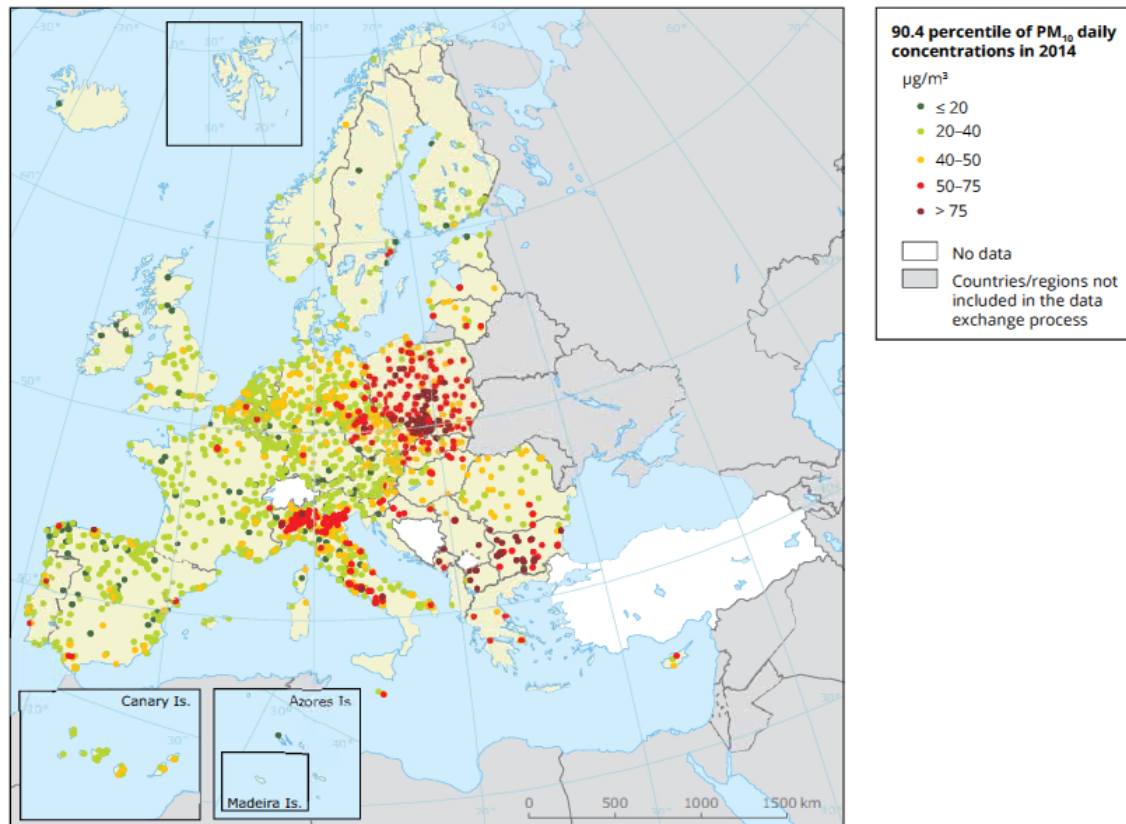 90.4 percentile of PM₁₀ daily
concentrations in 2014
µg/m³
≤ 20
20–40
40–50
50–75
> 75
No data
Countries/regions not
included in the data
exchange process
Canary Is.
Azores Is.
Madeira Is.
0 500 1000 1500 km